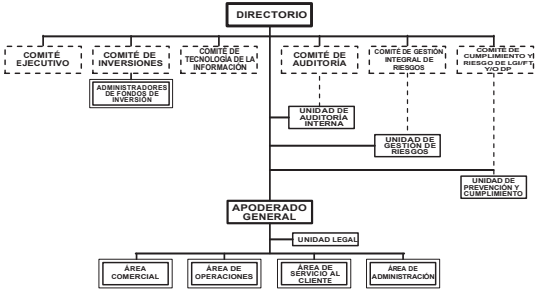 DIRECTORIO
COMITÉ
EJECUTIVO
COMITÉ DE
INVERSIONES
COMITÉ DE
TECNOLOGÍA DE LA
INFORMACIÓN
COMITÉ DE
AUDITORÍA
COMITÉ DE GESTIÓN
INTEGRAL DE
RIESGOS
COMITÉ DE
CUMPLIMIENTO Y
RIESGO DE LGI/FT
Y/O DP
ADMINISTRADORES
DE FONDOS DE
INVERSIÓN
UNIDAD DE
AUDITORÍA
INTERNA
UNIDAD DE
GESTIÓN DE
RIESGOS
UNIDAD DE
PREVENCIÓN Y
CUMPLIMIENTO
APODERADO
GENERAL
UNIDAD LEGAL
ÁREA
COMERCIAL
ÁREA DE
OPERACIONES
ÁREA DE
SERVICIO AL
CLIENTE
ÁREA DE
ADMINISTRACIÓN